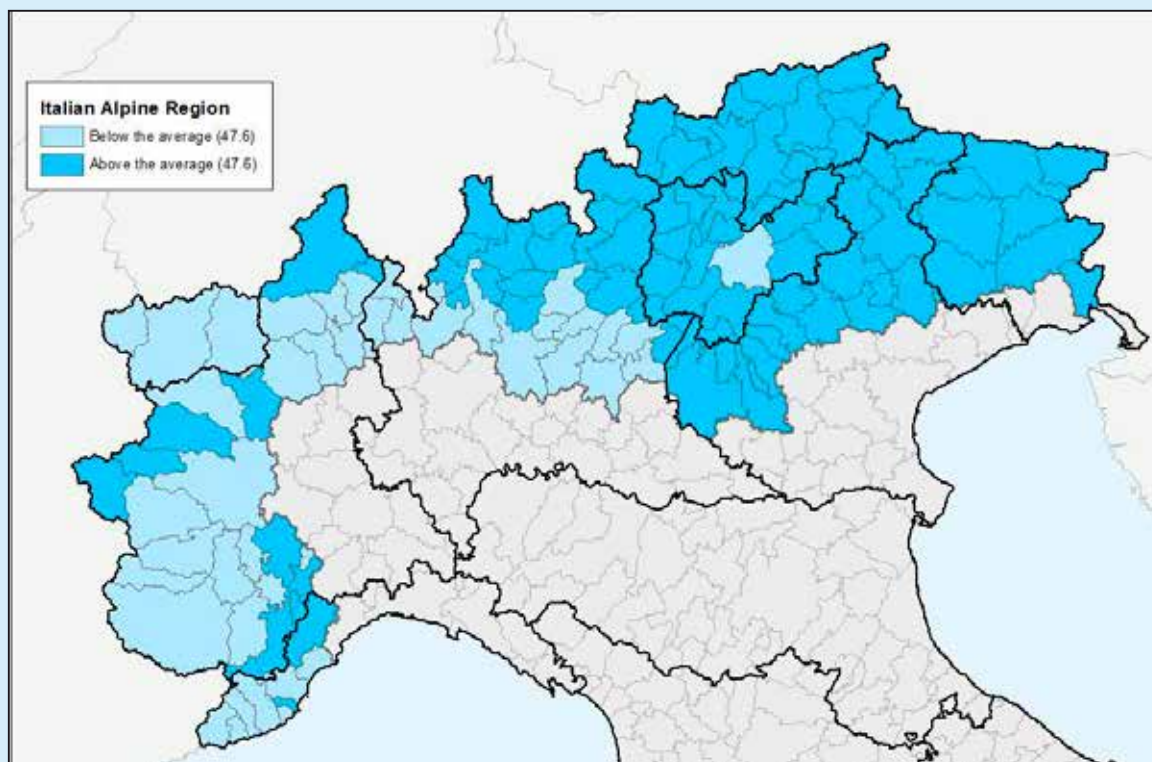 Italian Alpine Region
Below the average (47.6)
Above the average (47.6)